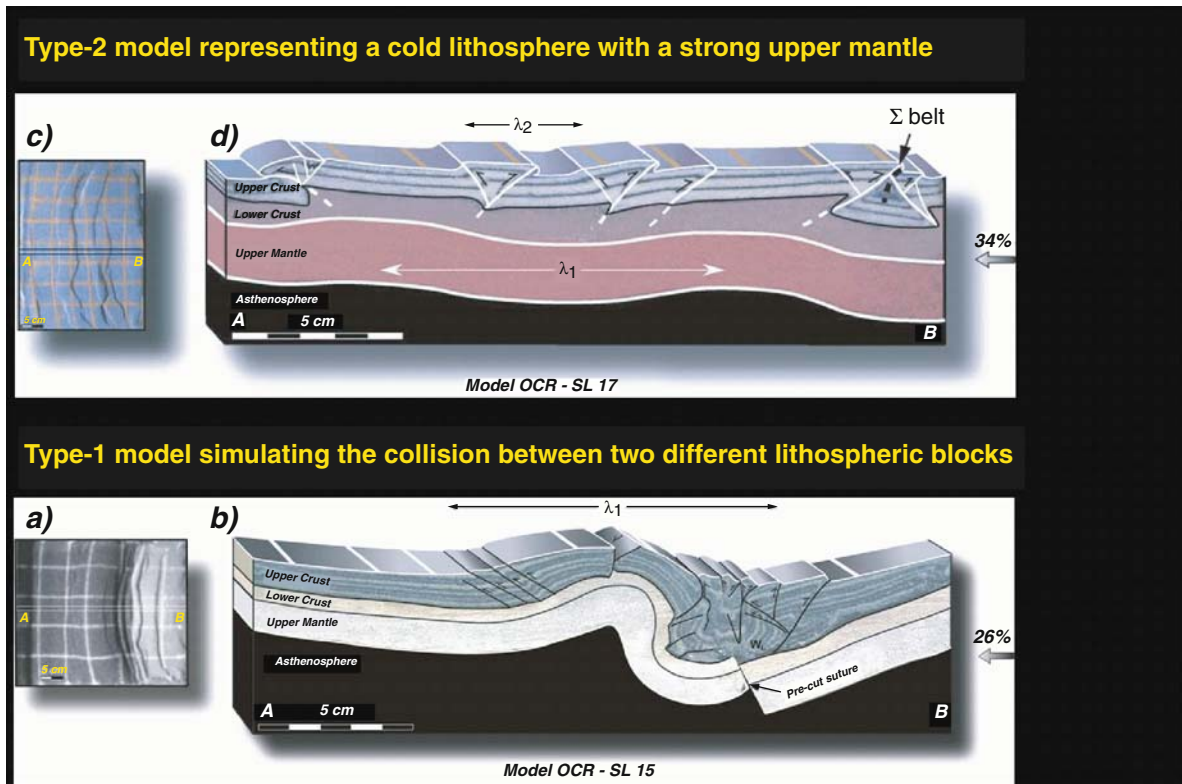 Type-2 model representing a cold lithosphere with a strong upper mantle
c)
A
B
5 cm
d)
λ2
Σ belt
Upper Crust
Lower Crust
Upper Mantle
λ1
34%
Asthenosphere
A
5 cm
B
Model OCR - SL 17
Type-1 model simulating the collision between two different lithospheric blocks
a)
A
B
5 cm
b)
λ1
Upper Crust
Lower Crust
Upper Mantle
W
26%
Asthenosphere
Pre-cut suture
A
5 cm
B
Model OCR - SL 15